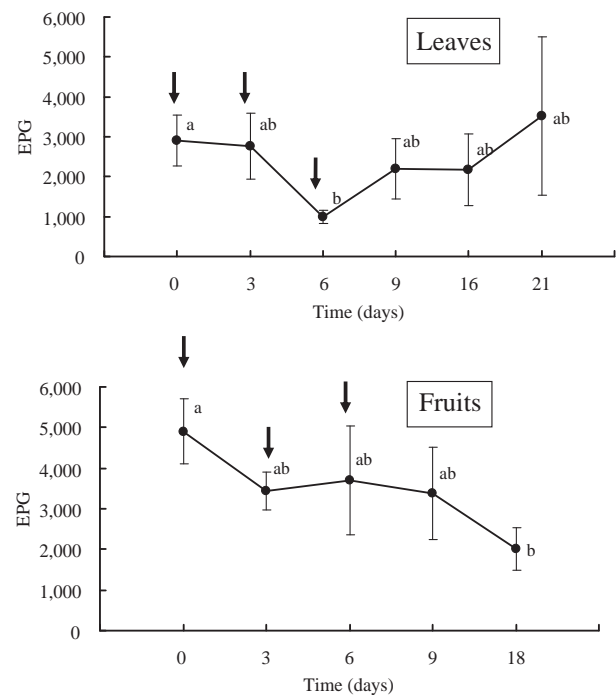 6,000
Leaves
5,000
4,000
a
ab
3,000
ab
ab
ab
EPG
2,000
b
1,000
0
0 3 6 9 16 21
Time (days)
6,000
Fruits
a
5,000
ab
ab
ab
4,000
3,000
EPG
2,000
b
1,000
0
0 3 6 9 18
Time (days)